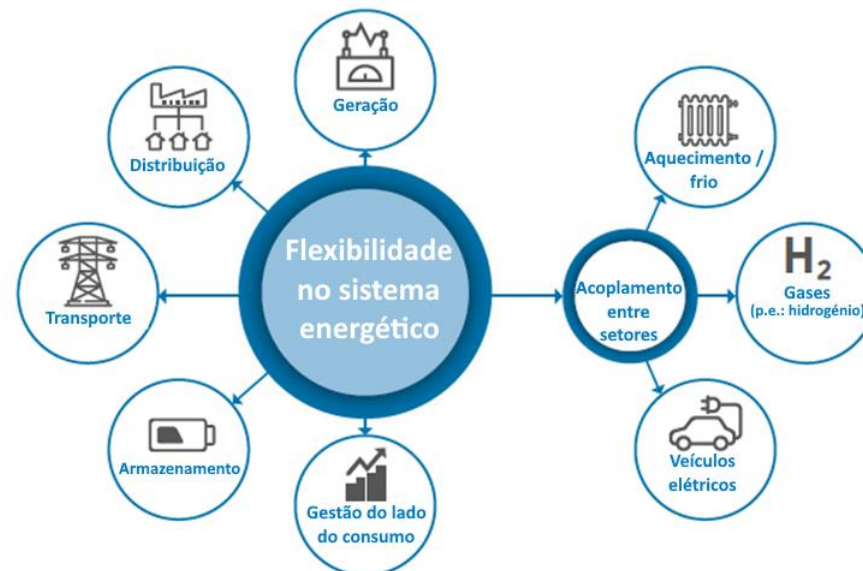 Geração
Distribuição
Transporte
Armazenamento
Gestão do lado
do consumo
Flexibilidade
no sistema
energético
Acoplamento
entre
setores
Aquecimento /
frio
H₂
Gases
(p.e.: hidrogénio)
Veículos
elétricos